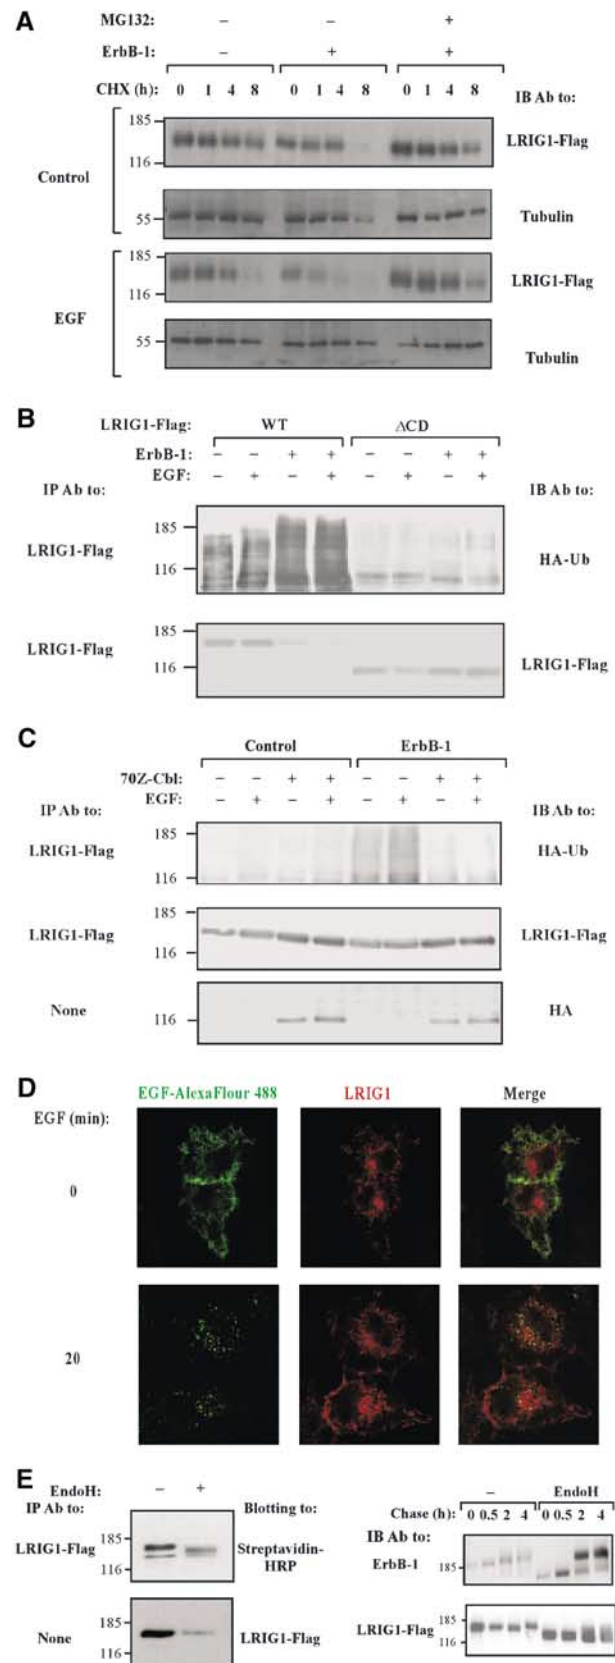 A
MG132: – – +
ErbB-1: – + +
CHX (h): 0 1 4 8 0 1 4 8 0 1 4 8 IB Ab to:
185
Control LRIG1-Flag
116
55 Tubulin
185
EGF LRIG1-Flag
116
55 Tubulin
B
LRIG1-Flag: WT ΔCD
ErbB-1: – – + + – – + +
EGF: – + – + – + – +
IP Ab to: IB Ab to:
185
LRIG1-Flag HA-Ub
116
185
LRIG1-Flag LRIG1-Flag
116
C
Control ErbB-1
70Z-Cbl: – – + + – – + +
EGF: – + – + – + – +
IP Ab to: IB Ab to:
185
LRIG1-Flag HA-Ub
116
185
LRIG1-Flag LRIG1-Flag
116
None 116 HA
D
EGF-AlexaFlour 488 LRIG1 Merge
EGF (min):
0
20
E
EndoH: – +
IP Ab to: Blotting to:
185
LRIG1-Flag Streptavidin-HRP
116
185
None LRIG1-Flag
116
– EndoH
Chase (h): 0 0.5 2 4 0 0.5 2 4
IB Ab to:
ErbB-1
185
LRIG1-Flag 185
116